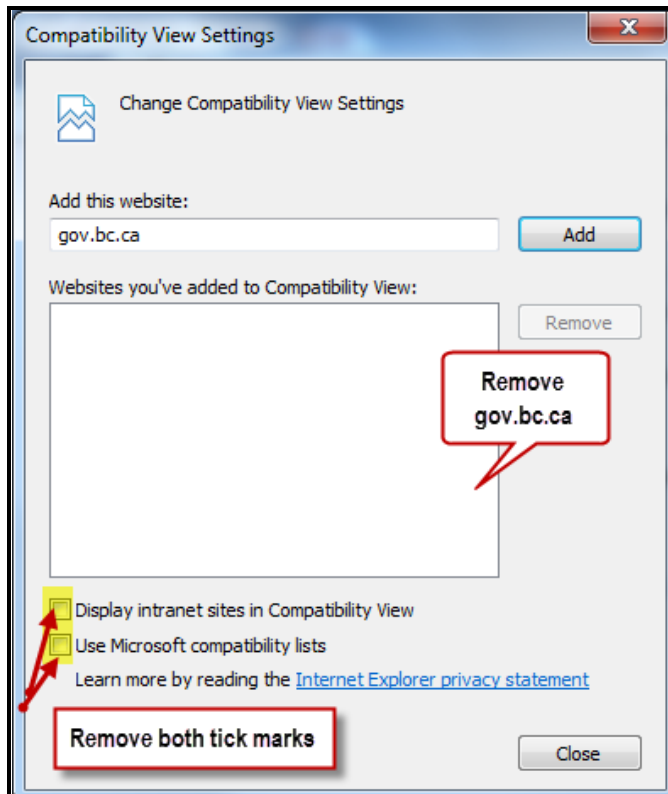 Compatibility View Settings
Change Compatibility View Settings
Add this website:
gov.bc.ca
Add
Websites you've added to Compatibility View:
Remove
Remove
gov.bc.ca
Display intranet sites in Compatibility View
Use Microsoft compatibility lists
Learn more by reading the Internet Explorer privacy statement
Remove both tick marks
Close